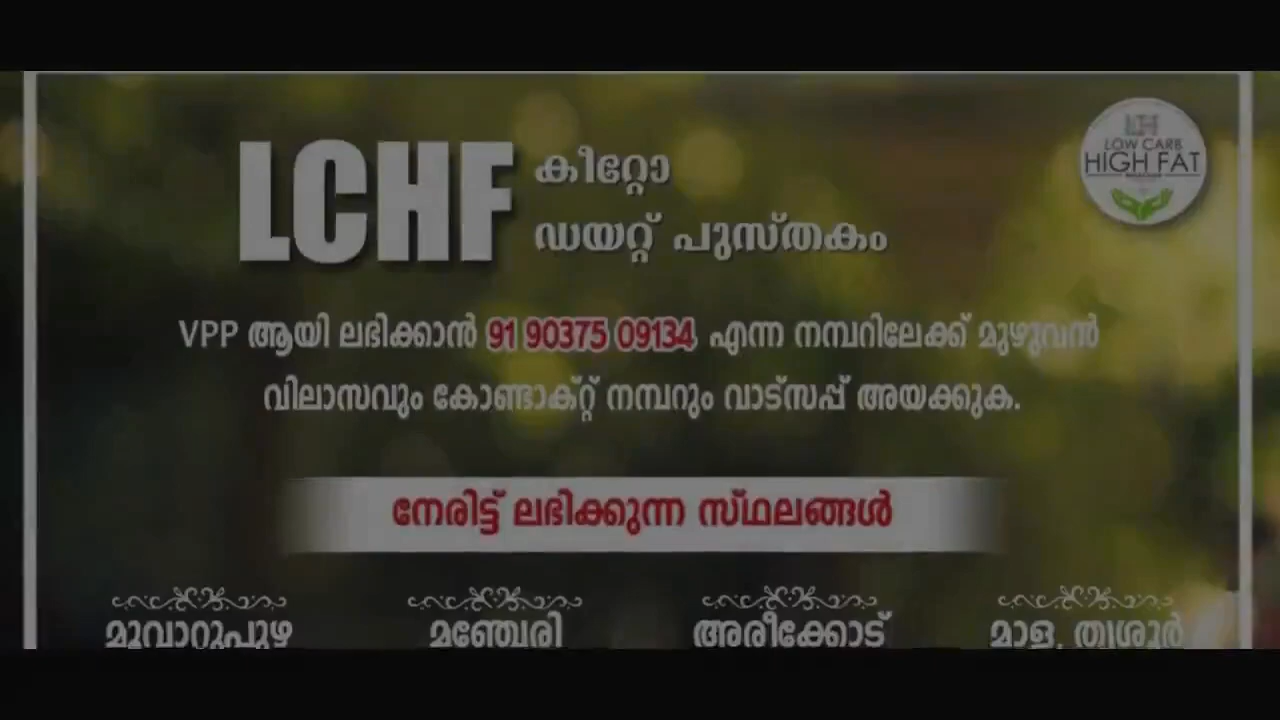 LCHF കീറ്റോ
ഡയറ്റ് പുസ്തകം
LCHF
LOW CARB
HIGH FAT
VPP ആയി ലഭിക്കാൻ 91 90375 09134 എന്ന നമ്പറിലേക്ക് മുഴുവൻ
വിലാസവും കോണ്ടാക്റ്റ് നമ്പറും വാട്സപ്പ് അയക്കുക.
നേരിട്ട് ലഭിക്കുന്ന സ്ഥലങ്ങൾ
മൂവാറ്റുപുഴ മഞ്ചേരി അരീക്കോട് മാള, തൃശൂർ